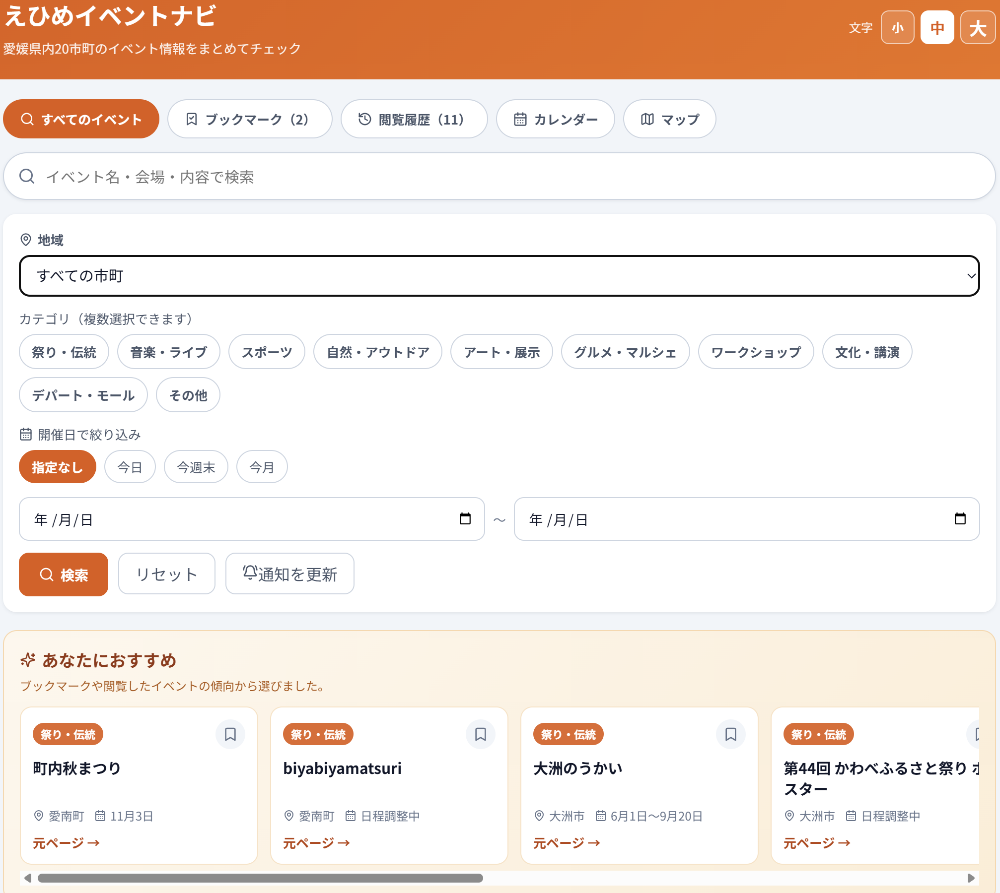 えひめイベントナビ
愛媛県内20市町のイベント情報をまとめてチェック
文字 小 中 大
すべてのイベント ブックマーク（2） 閲覧履歴（11） カレンダー マップ
イベント名・会場・内容で検索
地域
すべての市町
カテゴリ（複数選択できます）
祭り・伝統 音楽・ライブ スポーツ 自然・アウトドア アート・展示 グルメ・マルシェ ワークショップ 文化・講演
デパート・モール その他
開催日で絞り込み
指定なし 今日 今週末 今月
年 /月/日 〜 年 /月/日
検索 リセット 通知を更新
あなたにおすすめ
ブックマークや閲覧したイベントの傾向から選びました。
祭り・伝統
町内秋まつり
愛南町 11月3日
元ページ →
祭り・伝統
biyabiyamatsuri
愛南町 日程調整中
元ページ →
祭り・伝統
大洲のうかい
大洲市 6月1日〜9月20日
元ページ →
祭り・伝統
第44回 かわべふるさと祭り ポ
スター
大洲市 日程調整中
元ページ →